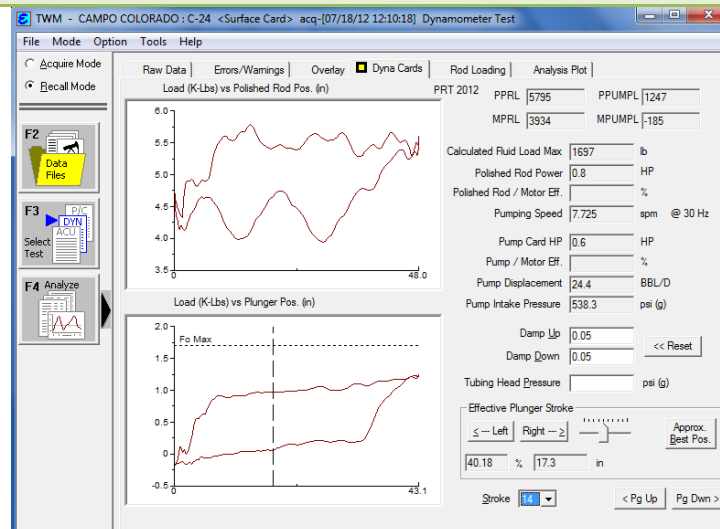 TWM - CAMPO COLORADO : C-24 <Surface Card> acq-[07/18/12 12:10:18] Dynamometer Test
File Mode Option Tools Help
Acquire Mode
Recall Mode
F2
Data
Files
F3
P/C
DYN
ACU
Select
Test
F4 Analyze
Raw Data Errors/Warnings Overlay Dyna Cards Rod Loading Analysis Plot
Load (K-Lbs) vs Polished Rod Pos. (in)
6.0
5.5
5.0
4.5
4.0
3.5
0 48.0
Load (K-Lbs) vs Plunger Pos. (in)
2.0
Fo Max
1.5
1.0
0.5
0
-0.5
0 43.1
PRT 2012
PPRL 5795 PPUMPL 1247
MPRL 3934 MPUMPL -185
Calculated Fluid Load Max 1697 lb
Polished Rod Power 0.8 HP
Polished Rod / Motor Eff. %
Pumping Speed 7.725 spm @ 30 Hz
Pump Card HP 0.6 HP
Pump / Motor Eff. %
Pump Displacement 24.4 BBL/D
Pump Intake Pressure 538.3 psi (g)
Damp Up 0.05
Damp Down 0.05
<< Reset
Tubing Head Pressure psi (g)
Effective Plunger Stroke
< --- Left Right --- >
Approx.
Best Pos.
40.18 % 17.3 in
Stroke 14 < Pg Up Pg Dwn >